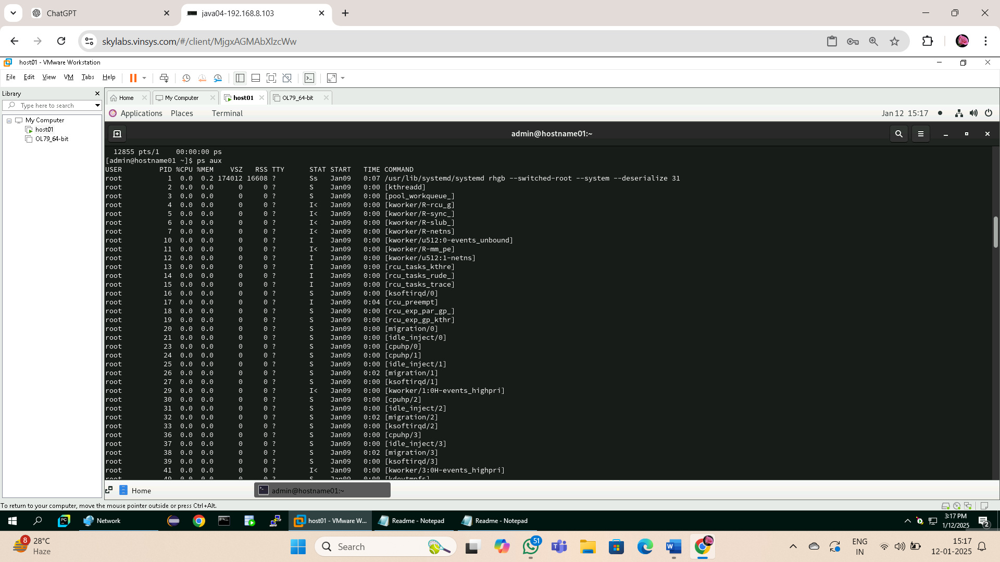 ChatGPT
java04-192.168.8.103
skylabs.vinsys.com/#/client/MjgxAGMAbXlzcWw
host01 - VMware Workstation
File Edit View VM Tabs Help
Library
Type here to search
My Computer
host01
OL79_64-bit
Home My Computer host01 OL79_64-bit
Applications Places Terminal Jan 12 15:17
admin@hostname01:~
12855 pts/1    00:00:00 ps
[admin@hostname01 ~]$ ps aux
USER PID %CPU %MEM VSZ RSS TTY STAT START TIME COMMAND
root 1 0.0 0.2 174012 16608 ? Ss Jan09 0:07 /usr/lib/systemd/systemd rhgb --switched-root --system --deserialize 31
root 2 0.0 0.0 0 0 ? S Jan09 0:00 [kthreadd]
root 3 0.0 0.0 0 0 ? S Jan09 0:00 [pool_workqueue_]
root 4 0.0 0.0 0 0 ? I< Jan09 0:00 [kworker/R-rcu_g]
root 5 0.0 0.0 0 0 ? I< Jan09 0:00 [kworker/R-sync_]
root 6 0.0 0.0 0 0 ? I< Jan09 0:00 [kworker/R-slub_]
root 7 0.0 0.0 0 0 ? I< Jan09 0:00 [kworker/R-netns]
root 10 0.0 0.0 0 0 ? I Jan09 0:00 [kworker/u512:0-events_unbound]
root 11 0.0 0.0 0 0 ? I< Jan09 0:00 [kworker/R-mm_pe]
root 12 0.0 0.0 0 0 ? I Jan09 0:00 [kworker/u512:1-netns]
root 13 0.0 0.0 0 0 ? I Jan09 0:00 [rcu_tasks_kthre]
root 14 0.0 0.0 0 0 ? I Jan09 0:00 [rcu_tasks_rude_]
root 15 0.0 0.0 0 0 ? I Jan09 0:00 [rcu_tasks_trace]
root 16 0.0 0.0 0 0 ? S Jan09 0:00 [ksoftirqd/0]
root 17 0.0 0.0 0 0 ? I Jan09 0:04 [rcu_preempt]
root 18 0.0 0.0 0 0 ? S Jan09 0:00 [rcu_exp_par_gp_]
root 19 0.0 0.0 0 0 ? S Jan09 0:00 [rcu_exp_gp_kthr]
root 20 0.0 0.0 0 0 ? S Jan09 0:00 [migration/0]
root 21 0.0 0.0 0 0 ? S Jan09 0:00 [idle_inject/0]
root 23 0.0 0.0 0 0 ? S Jan09 0:00 [cpuhp/0]
root 24 0.0 0.0 0 0 ? S Jan09 0:00 [cpuhp/1]
root 25 0.0 0.0 0 0 ? S Jan09 0:00 [idle_inject/1]
root 26 0.0 0.0 0 0 ? S Jan09 0:02 [migration/1]
root 27 0.0 0.0 0 0 ? S Jan09 0:00 [ksoftirqd/1]
root 29 0.0 0.0 0 0 ? I< Jan09 0:00 [kworker/1:0H-events_highpri]
root 30 0.0 0.0 0 0 ? S Jan09 0:00 [cpuhp/2]
root 31 0.0 0.0 0 0 ? S Jan09 0:00 [idle_inject/2]
root 32 0.0 0.0 0 0 ? S Jan09 0:02 [migration/2]
root 33 0.0 0.0 0 0 ? S Jan09 0:00 [ksoftirqd/2]
root 36 0.0 0.0 0 0 ? S Jan09 0:00 [cpuhp/3]
root 37 0.0 0.0 0 0 ? S Jan09 0:00 [idle_inject/3]
root 38 0.0 0.0 0 0 ? S Jan09 0:02 [migration/3]
root 39 0.0 0.0 0 0 ? S Jan09 0:00 [ksoftirqd/3]
root 41 0.0 0.0 0 0 ? I< Jan09 0:00 [kworker/3:0H-events_highpri]
root 49 0.0 0.0 0 0 ? S Jan09 0:00 [kdevtmpfs]
Home admin@hostname01:~
To return to your computer, move the mouse pointer outside or press Ctrl+Alt.
Network host01 - VMware W... Readme - Notepad Readme - Notepad 3:17 PM
1/12/2025 2
8 28°C
Haze
Search 51 ENG
IN
15:17
12-01-2025